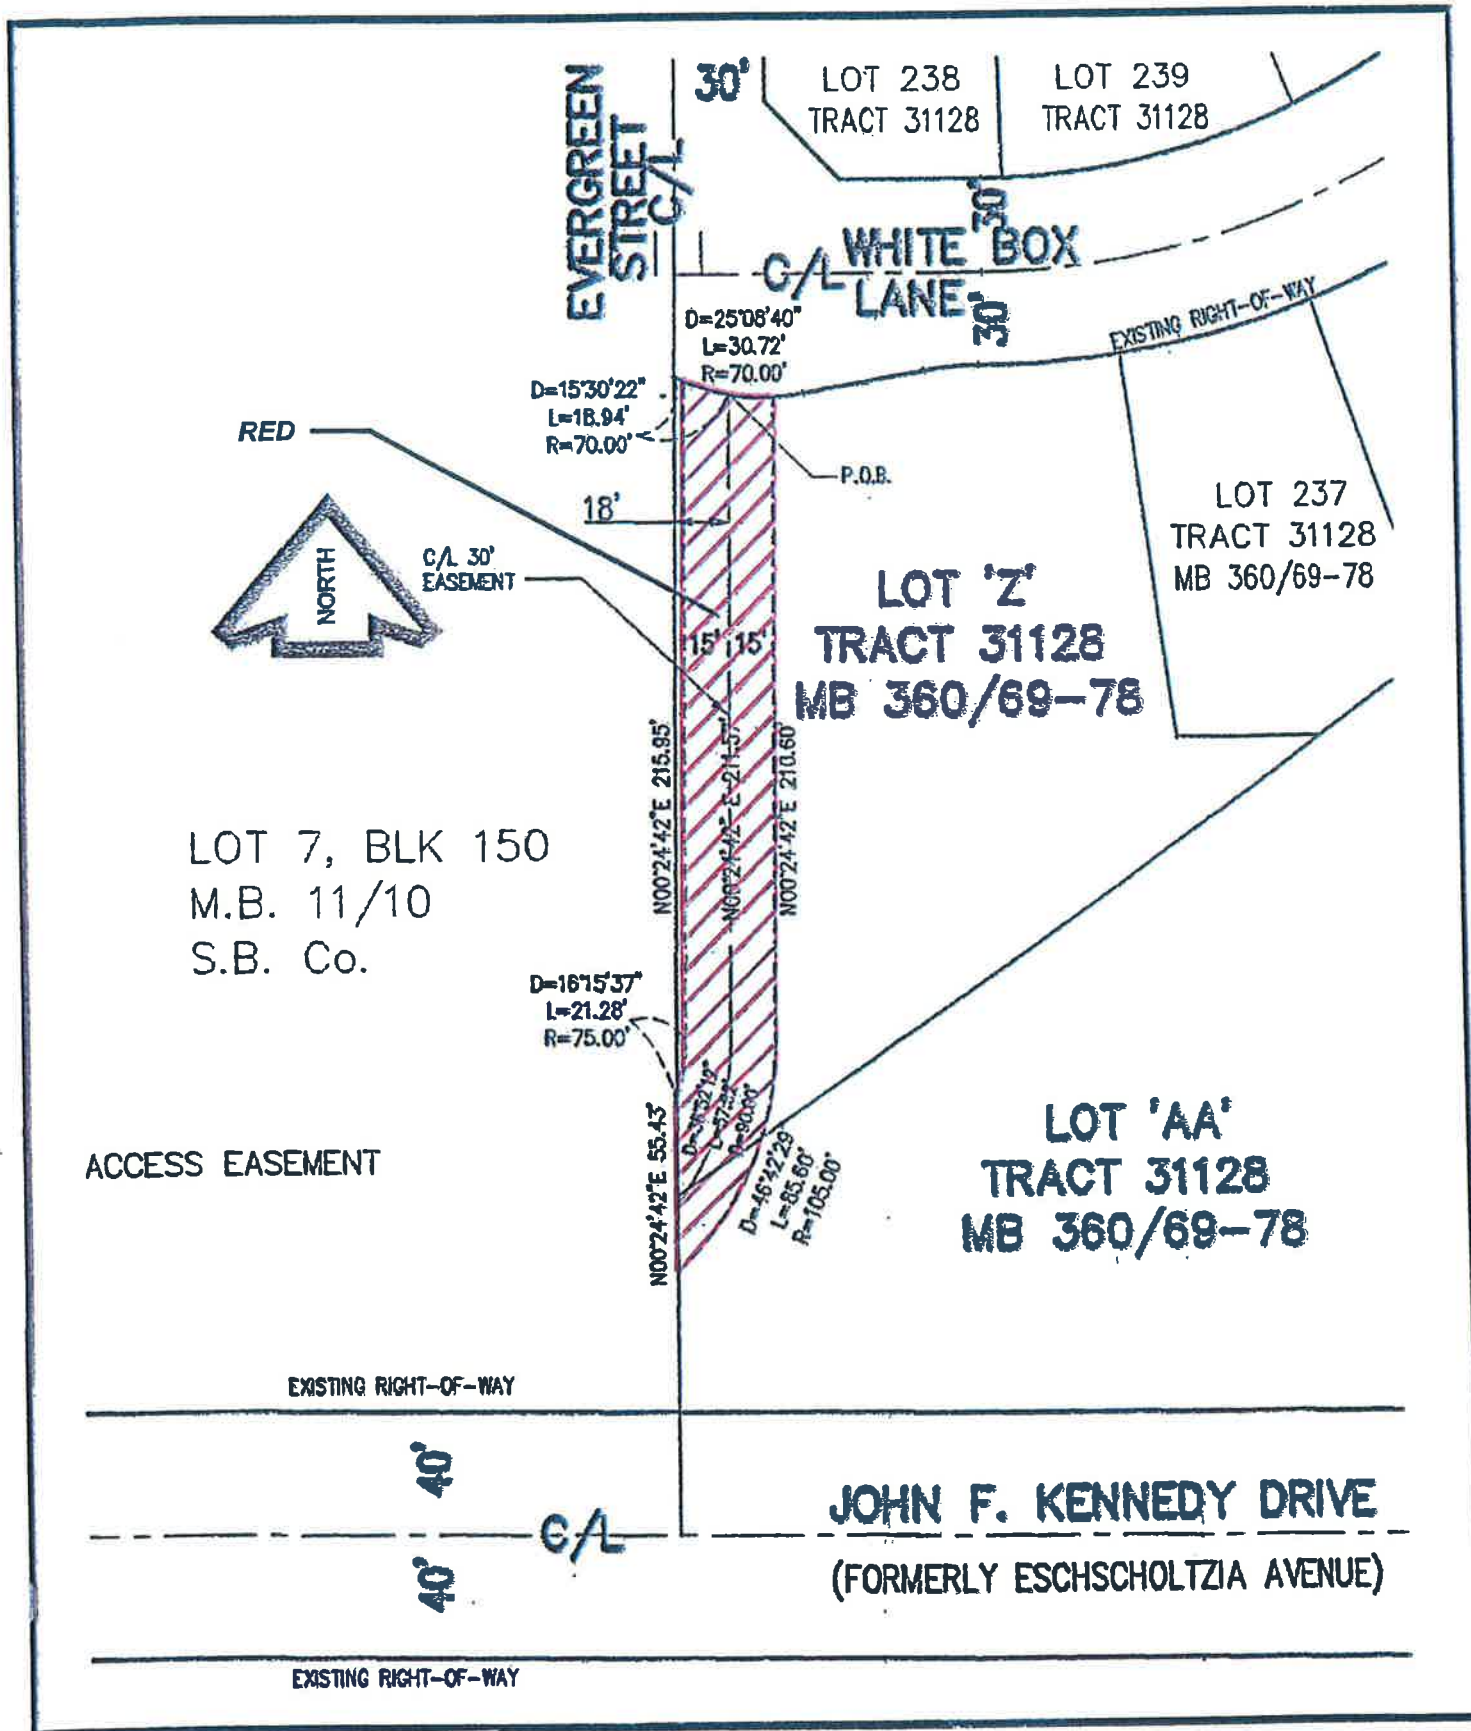 EVERGREEN
STREET
C/L
30'
LOT 238
TRACT 31128
LOT 239
TRACT 31128
30'
C/L
WHITE BOX
LANE
30'
EXISTING RIGHT-OF-WAY
D=25°08'40"
L=30.72'
R=70.00'
D=15°30'22"
L=18.94'
R=70.00'
RED
P.O.B.
18'
NORTH
C/L 30'
EASEMENT
LOT 237
TRACT 31128
MB 360/69-78
LOT 'Z'
TRACT 31128
MB 360/69-78
15'
15'
N00°24'42"E 215.95'
N00°24'42"E 211.57'
N00°24'42"E 210.60'
LOT 7, BLK 150
M.B. 11/10
S.B. Co.
D=16°15'37"
L=21.28'
R=75.00'
N00°24'42"E 55.43'
D=46°42'29"
L=85.60'
R=105.00'
ACCESS EASEMENT
LOT 'AA'
TRACT 31128
MB 360/69-78
EXISTING RIGHT-OF-WAY
40'
C/L
40'
JOHN F. KENNEDY DRIVE
(FORMERLY ESCHSCHOLTZIA AVENUE)
EXISTING RIGHT-OF-WAY